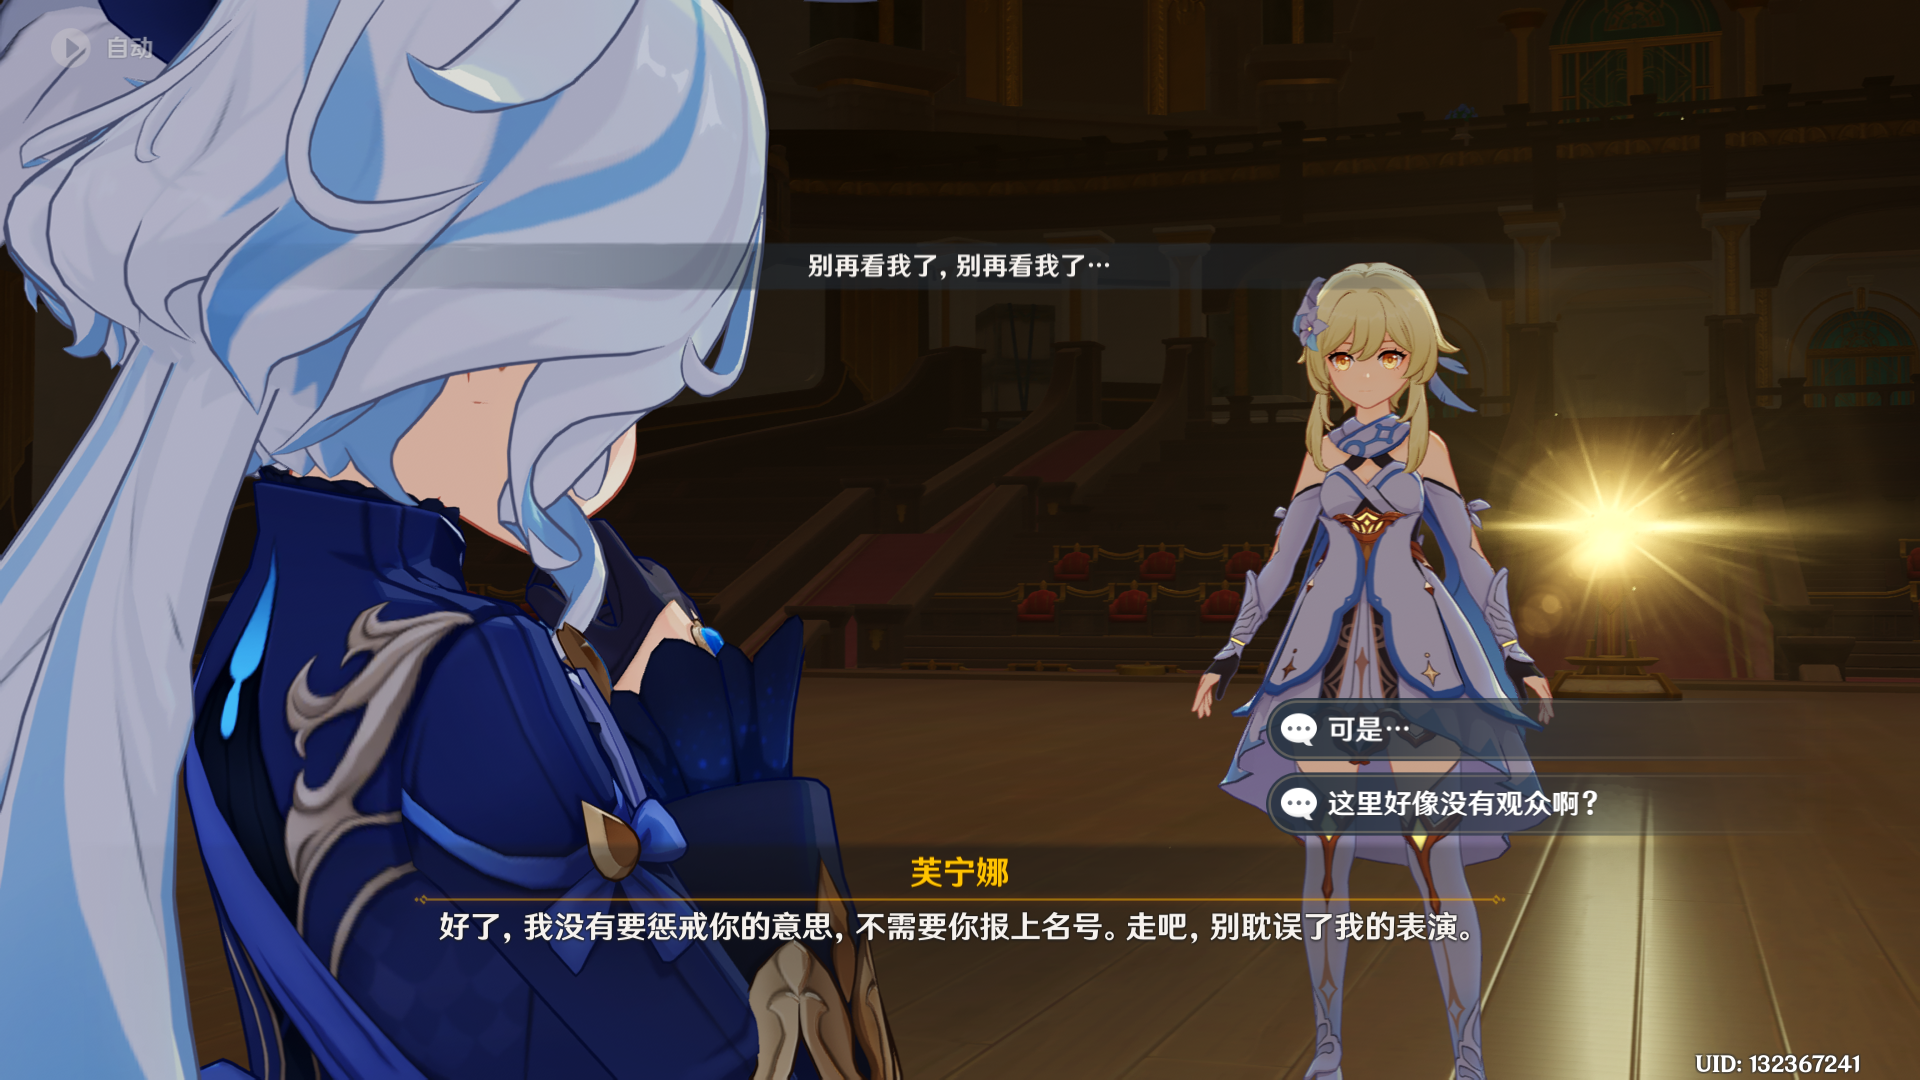 自动
别再看我了，别再看我了…
可是…
这里好像没有观众啊？
芙宁娜
好了，我没有要惩戒你的意思，不需要你报上名号。走吧，别耽误了我的表演。
UID: 132367241